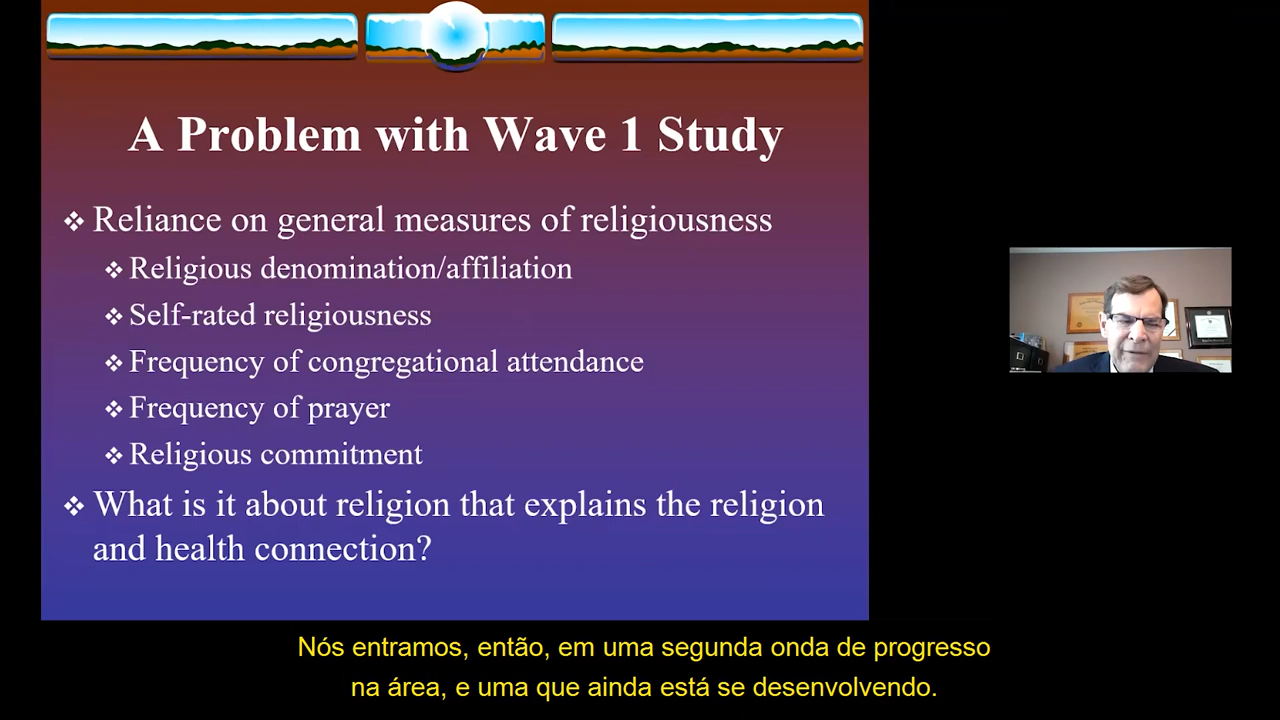 A Problem with Wave 1 Study
❖ Reliance on general measures of religiousness
❖ Religious denomination/affiliation
❖ Self-rated religiousness
❖ Frequency of congregational attendance
❖ Frequency of prayer
❖ Religious commitment
❖ What is it about religion that explains the religion
and health connection?
Nós entramos, então, em uma segunda onda de progresso
na área, e uma que ainda está se desenvolvendo.